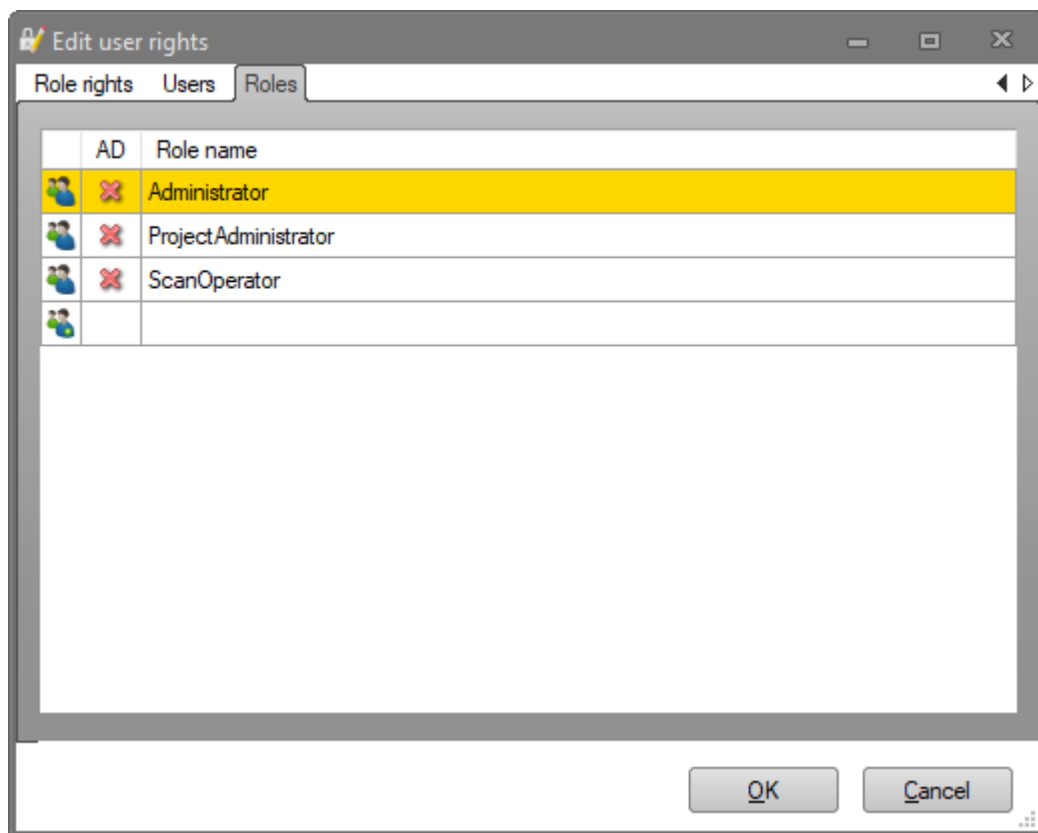 Edit user rights
Role rights Users Roles
AD Role name
Administrator
ProjectAdministrator
ScanOperator
OK Cancel